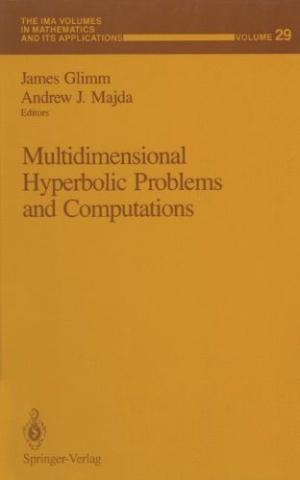 THE IMA VOLUMES
IN MATHEMATICS
AND ITS APPLICATIONS
VOLUME 29
James Glimm
Andrew J. Majda
Editors
Multidimensional
Hyperbolic Problems
and Computations
Springer-Verlag